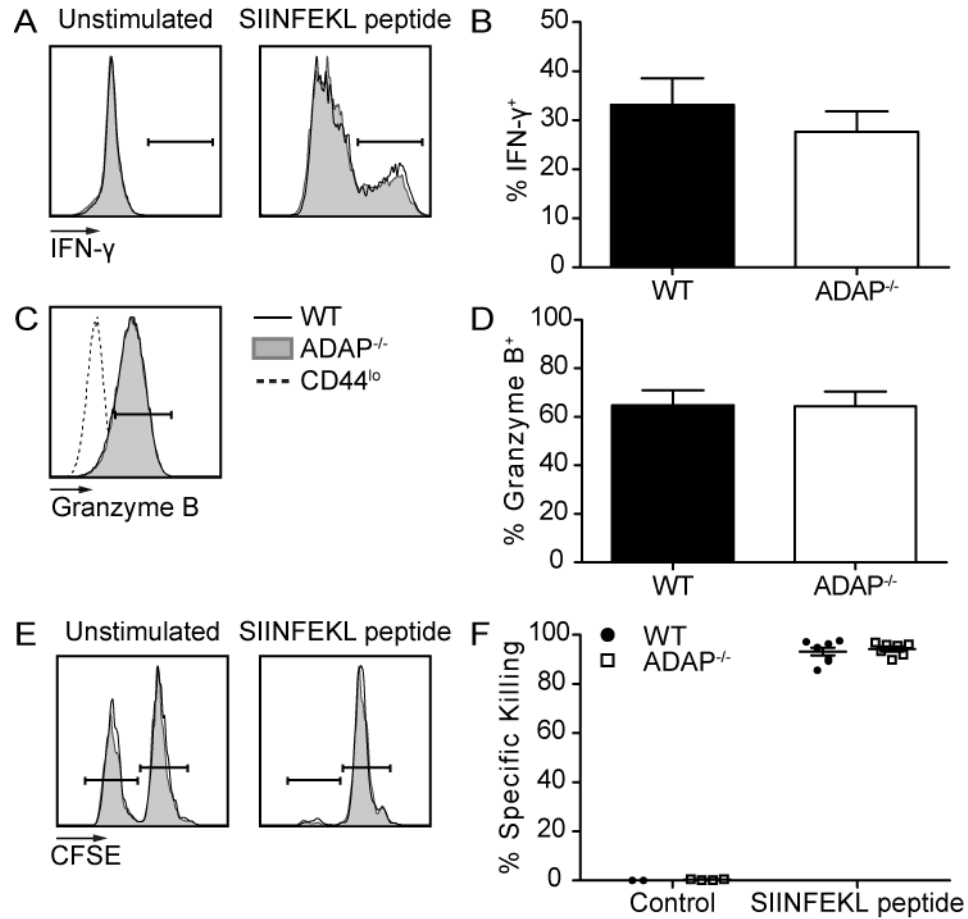 A Unstimulated SIINFEKL peptide
IFN-γ
B
% IFN-γ⁺
50
40
30
20
10
0
WT ADAP⁻/⁻
C
Granzyme B
WT
ADAP⁻/⁻
CD44ˡᵒ
D
% Granzyme B⁺
100
80
60
40
20
0
WT ADAP⁻/⁻
E Unstimulated SIINFEKL peptide
CFSE
F
% Specific Killing
100
80
60
40
20
0
WT
ADAP⁻/⁻
Control SIINFEKL peptide